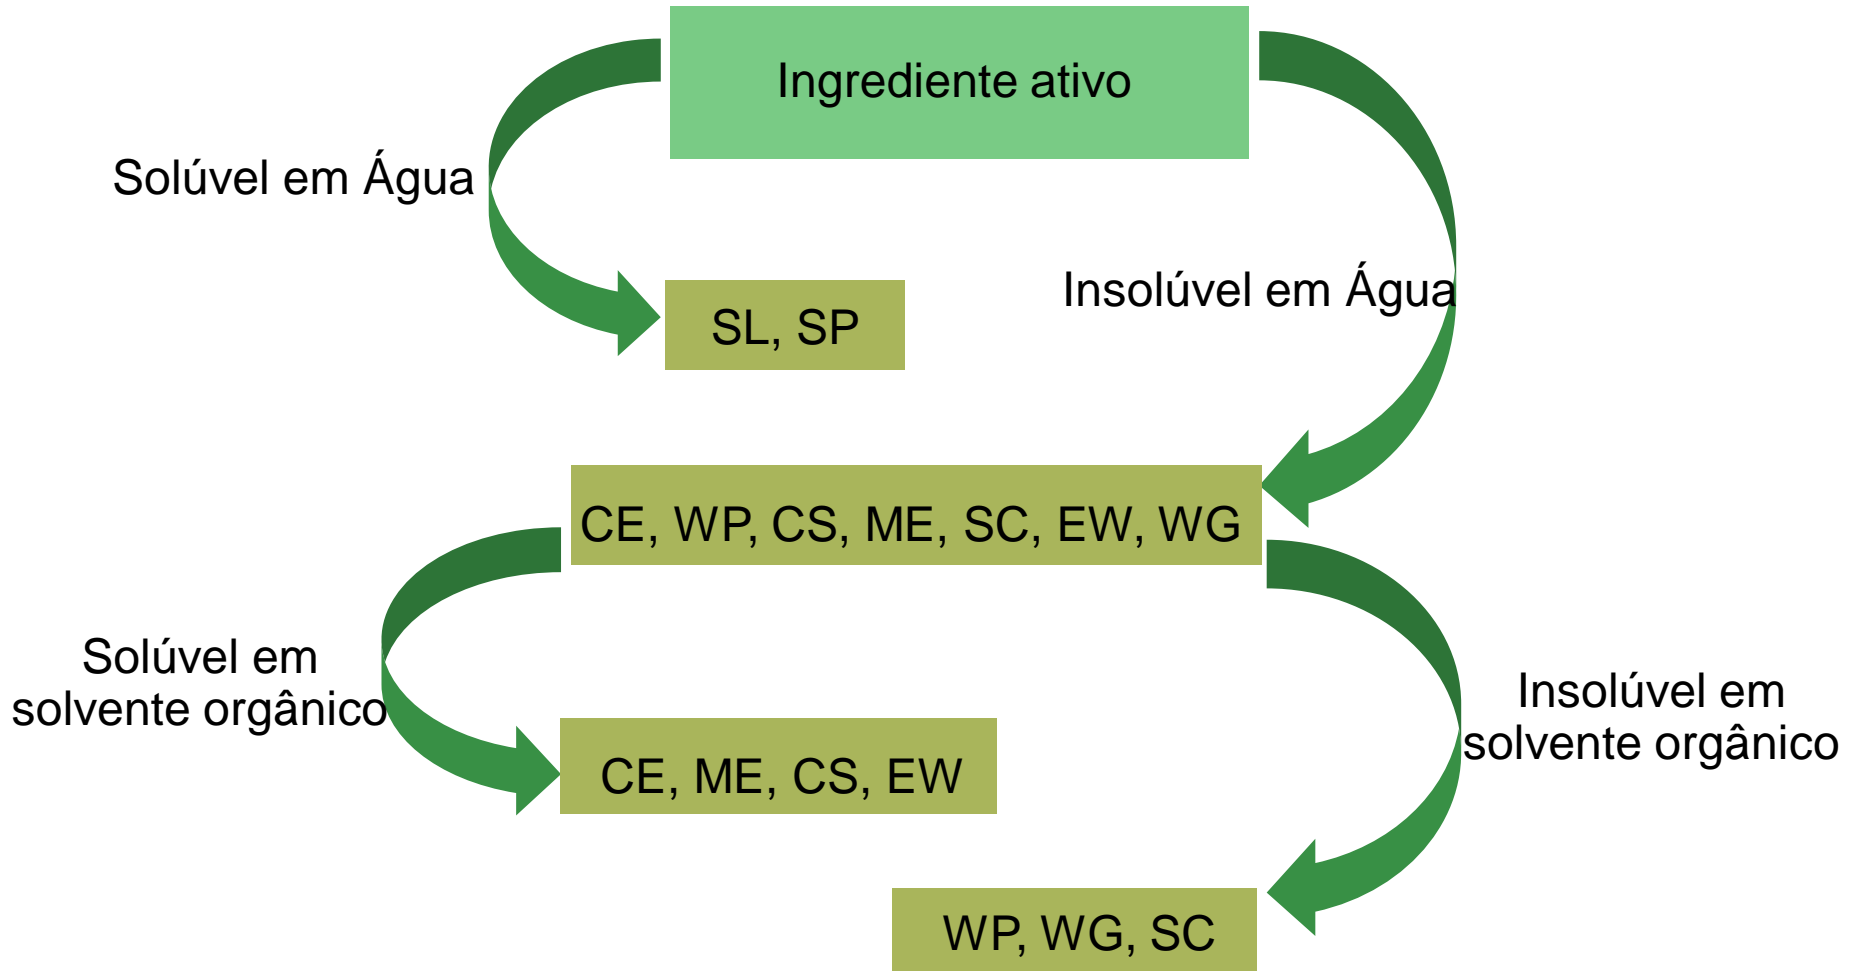 Ingrediente ativo
Solúvel em Água
Insolúvel em Água
SL, SP
CE, WP, CS, ME, SC, EW, WG
Solúvel em
solvente orgânico
Insolúvel em
solvente orgânico
CE, ME, CS, EW
WP, WG, SC